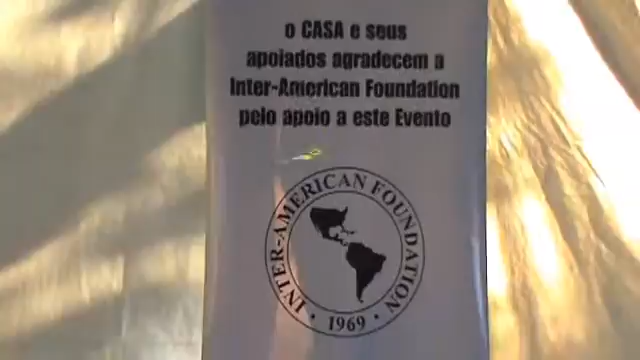 o CASA e seus
apoiados agradecem a
Inter-American Foundation
pelo apoio a este Evento
INTER-AMERICAN FOUNDATION
· 1969 ·